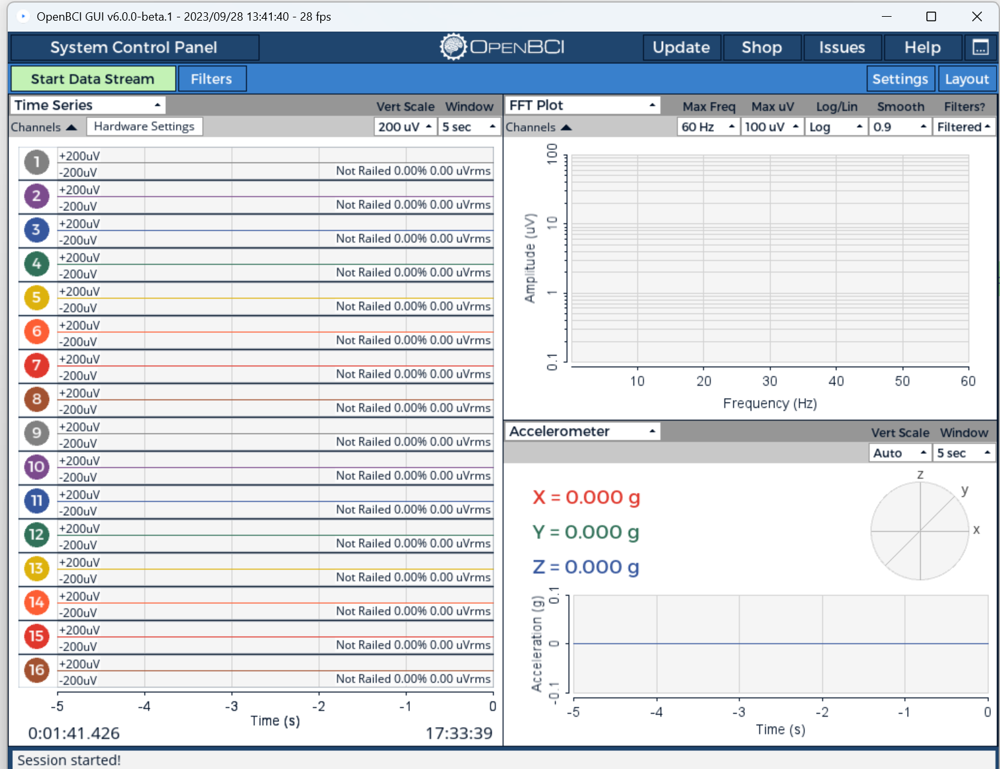 OpenBCI GUI v6.0.0-beta.1 - 2023/09/28 13:41:40 - 28 fps
System Control Panel
OPENBCI
Update
Shop
Issues
Help
Start Data Stream
Filters
Settings
Layout
Time Series
Vert Scale
Window
Channels
Hardware Settings
200 uV
5 sec
1
+200uV
-200uV
Not Railed 0.00% 0.00 uVrms
2
+200uV
-200uV
Not Railed 0.00% 0.00 uVrms
3
+200uV
-200uV
Not Railed 0.00% 0.00 uVrms
4
+200uV
-200uV
Not Railed 0.00% 0.00 uVrms
5
+200uV
-200uV
Not Railed 0.00% 0.00 uVrms
6
+200uV
-200uV
Not Railed 0.00% 0.00 uVrms
7
+200uV
-200uV
Not Railed 0.00% 0.00 uVrms
8
+200uV
-200uV
Not Railed 0.00% 0.00 uVrms
9
+200uV
-200uV
Not Railed 0.00% 0.00 uVrms
10
+200uV
-200uV
Not Railed 0.00% 0.00 uVrms
11
+200uV
-200uV
Not Railed 0.00% 0.00 uVrms
12
+200uV
-200uV
Not Railed 0.00% 0.00 uVrms
13
+200uV
-200uV
Not Railed 0.00% 0.00 uVrms
14
+200uV
-200uV
Not Railed 0.00% 0.00 uVrms
15
+200uV
-200uV
Not Railed 0.00% 0.00 uVrms
16
+200uV
-200uV
Not Railed 0.00% 0.00 uVrms
-5 -4 -3 -2 -1 0
Time (s)
0:01:41.426
17:33:39
FFT Plot
Max Freq
Max uV
Log/Lin
Smooth
Filters?
Channels
60 Hz
100 uV
Log
0.9
Filtered
100
10
1
0.1
Amplitude (uV)
10 20 30 40 50 60
Frequency (Hz)
Accelerometer
Vert Scale
Window
Auto
5 sec
X = 0.000 g
Y = 0.000 g
Z = 0.000 g
z
y
x
0.1
0
-0.1
Acceleration (g)
-5 -4 -3 -2 -1 0
Time (s)
Session started!